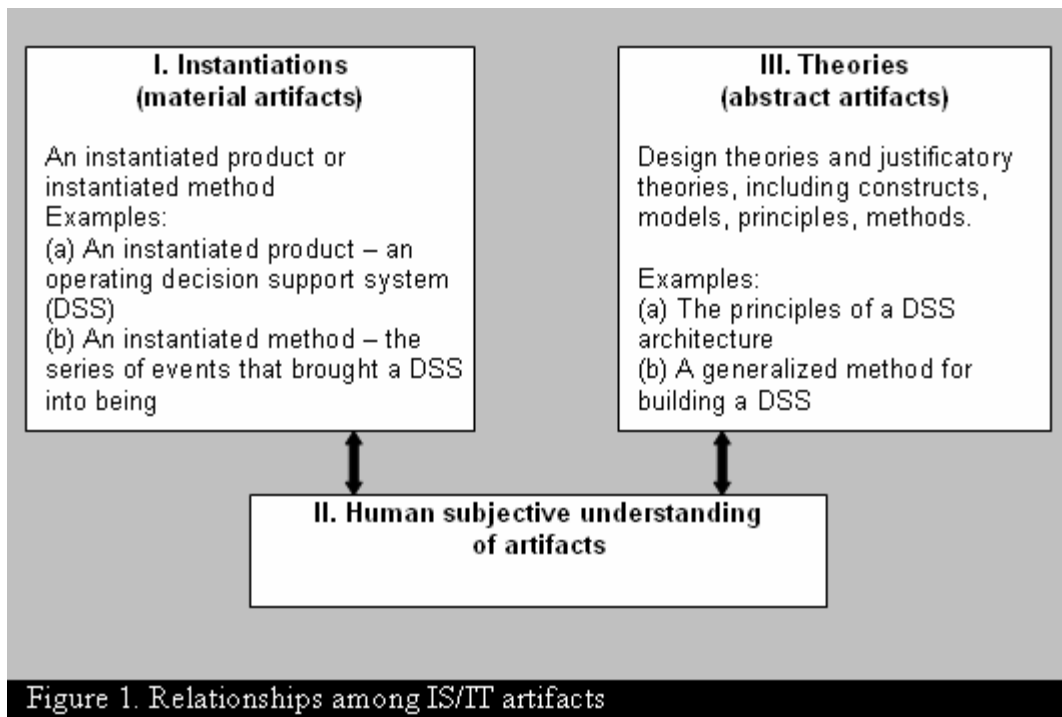 I. Instantiations
(material artifacts)
An instantiated product or
instantiated method
Examples:
(a) An instantiated product – an
operating decision support system
(DSS)
(b) An instantiated method – the
series of events that brought a DSS
into being
III. Theories
(abstract artifacts)
Design theories and justificatory
theories, including constructs,
models, principles, methods.
Examples:
(a) The principles of a DSS
architecture
(b) A generalized method for
building a DSS
II. Human subjective understanding
of artifacts
Figure 1. Relationships among IS/IT artifacts